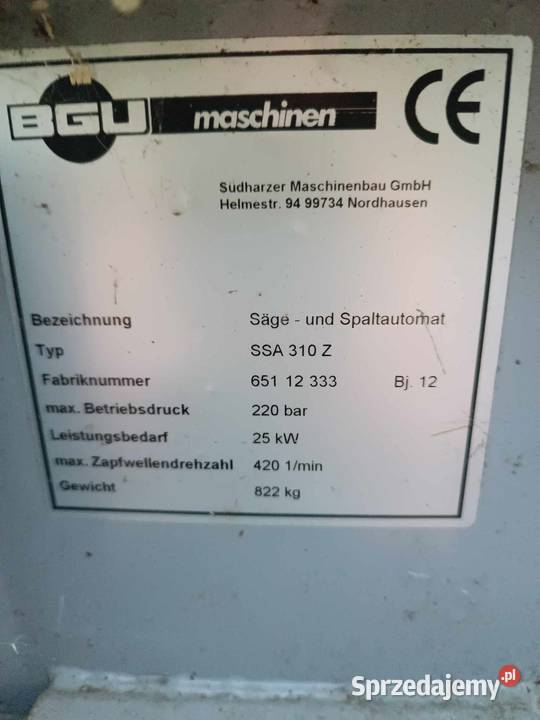 BGU maschinen CE
Südharzer Maschinenbau GmbH
Helmestr. 94 99734 Nordhausen
Bezeichnung Säge - und Spaltautomat
Typ SSA 310 Z
Fabriknummer 651 12 333 Bj. 12
max. Betriebsdruck 220 bar
Leistungsbedarf 25 kW
max. Zapfwellendrehzahl 420 1/min
Gewicht 822 kg
Sprzedajemy.pl